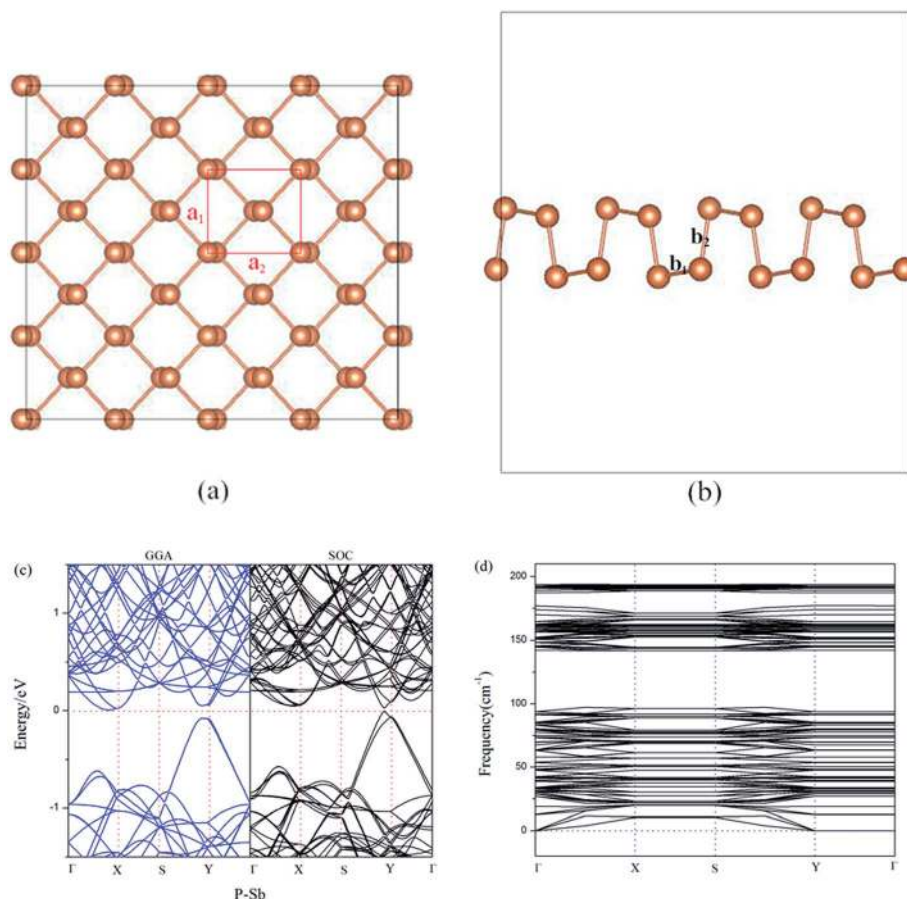 a1
a2
b1
b2
(a)
(b)
(c)
GGA
SOC
Energy/eV
1
0
-1
Γ
X
S
Y
Γ
X
S
Y
Γ
P-Sb
(d)
Frequency(cm⁻¹)
200
150
100
50
0
Γ
X
S
Y
Γ